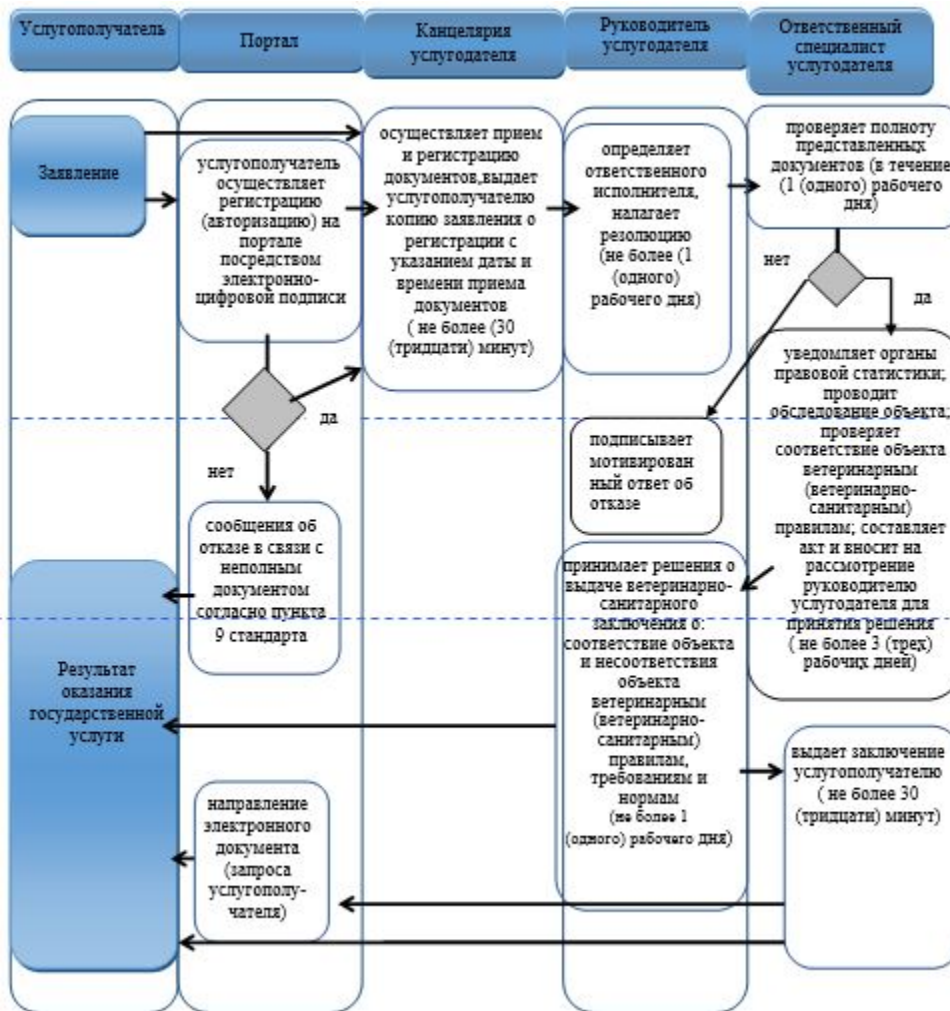 Услугополучатель
Портал
Канцелярия
услугодателя
Руководитель
услугодателя
Ответственный
специалист
услугодателя
Заявление
услугополучатель
осуществляет
регистрацию
(авторизацию) на
портале
посредством
электронно-
цифровой подписи
осуществляет прием
и регистрацию
документов,выдает
услугополучателю
копию заявления о
регистрации с
указанием даты и
времени приема
документов
( не более (30
(тридцати) минут)
определяет
ответственного
исполнителя,
налагает
резолюцию
(не более (1
(одного)
рабочего дня)
проверяет полноту
представленных
документов (в течение
(1 (одного) рабочего
дня)
нет
да
да
нет
уведомляет органы
правовой статистики;
проводит
обследование объекта;
проверяет
соответствие объекта
ветеринарным
(ветеринарно-
санитарным)
правилам; составляет
акт и вносит на
рассмотрение
руководителю
услугодателя для
принятия решения
( не более 3 (трех)
рабочих дней)
подписывает
мотивирован
ный ответ об
отказе
сообщения об
отказе в связи с
неполным
документом
согласно пункта
9 стандарта
принимает решения о
выдаче ветеринарно-
санитарного
заключения о:
соответствие объекта
и несоответствия
объекта
ветеринарным
(ветеринарно-
санитарным)
правилам,
требованиям и
нормам
(не более 1
(одного) рабочего дня)
Результат
оказания
государственной
услуги
выдает заключение
услугополучателю
( не более 30
(тридцати) минут)
направление
электронного
документа
(запроса
услугополу-
чателя)